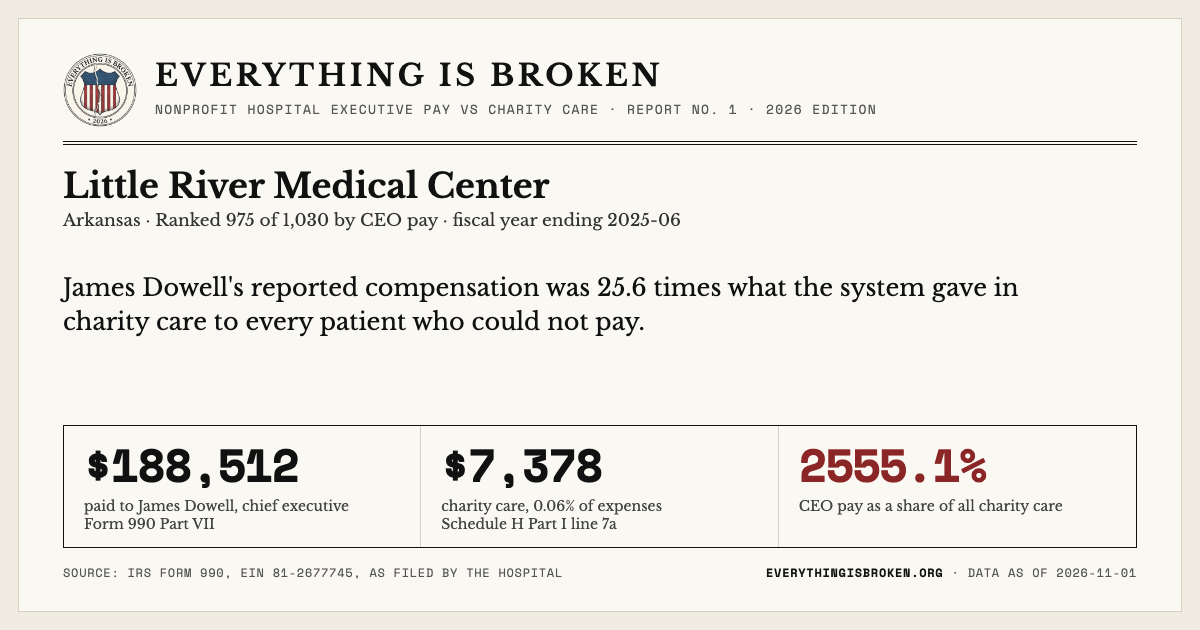 EVERYTHING IS BROKEN
· 2026 ·
EVERYTHING IS BROKEN
NONPROFIT HOSPITAL EXECUTIVE PAY VS CHARITY CARE · REPORT NO. 1 · 2026 EDITION
Little River Medical Center
Arkansas · Ranked 975 of 1,030 by CEO pay · fiscal year ending 2025-06
James Dowell's reported compensation was 25.6 times what the system gave in
charity care to every patient who could not pay.
$188,512
paid to James Dowell, chief executive
Form 990 Part VII
$7,378
charity care, 0.06% of expenses
Schedule H Part I line 7a
2555.1%
CEO pay as a share of all charity care
SOURCE: IRS FORM 990, EIN 81-2677745, AS FILED BY THE HOSPITAL
EVERYTHINGISBROKEN.ORG · DATA AS OF 2026-11-01